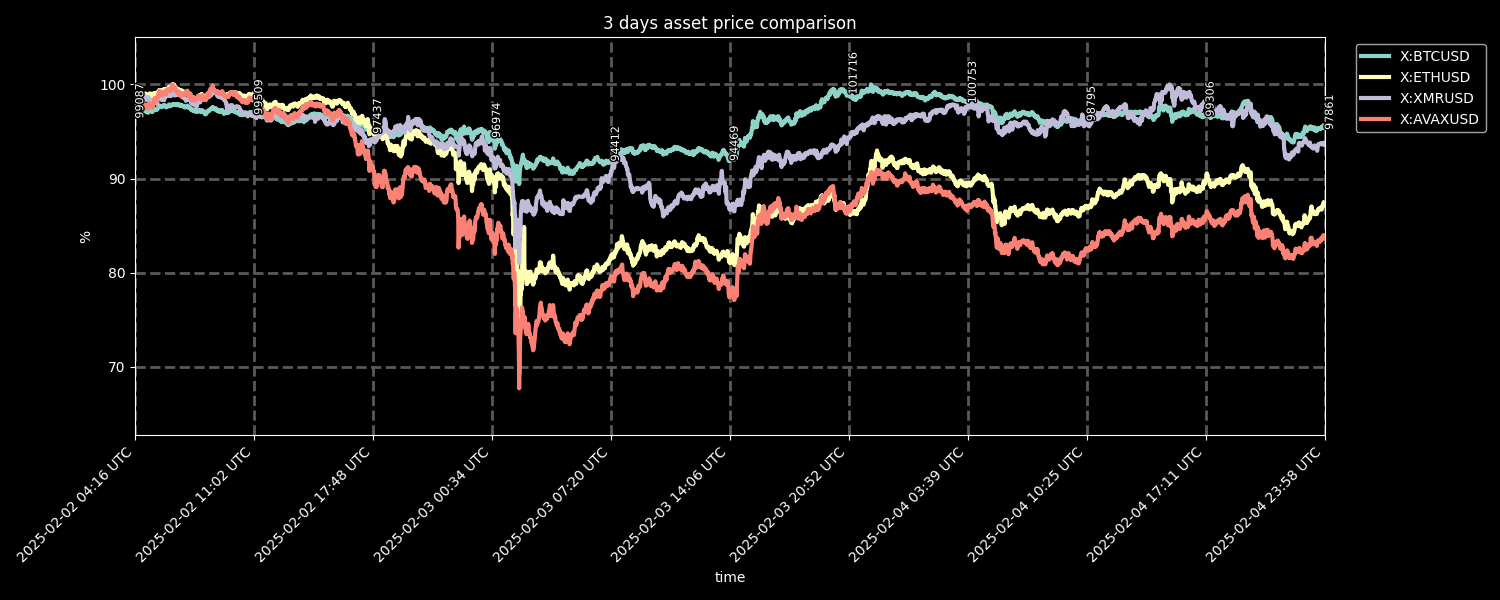 3 days asset price comparison
X:BTCUSD
X:ETHUSD
X:XMRUSD
X:AVAXUSD
100
90
80
70
%
99087
99509
97437
96974
94112
94469
101716
100753
98795
99306
97861
2025-02-02 04:16 UTC
2025-02-02 11:02 UTC
2025-02-02 17:48 UTC
2025-02-03 00:34 UTC
2025-02-03 07:20 UTC
2025-02-03 14:06 UTC
2025-02-03 20:52 UTC
2025-02-04 03:39 UTC
2025-02-04 10:25 UTC
2025-02-04 17:11 UTC
2025-02-04 23:58 UTC
time